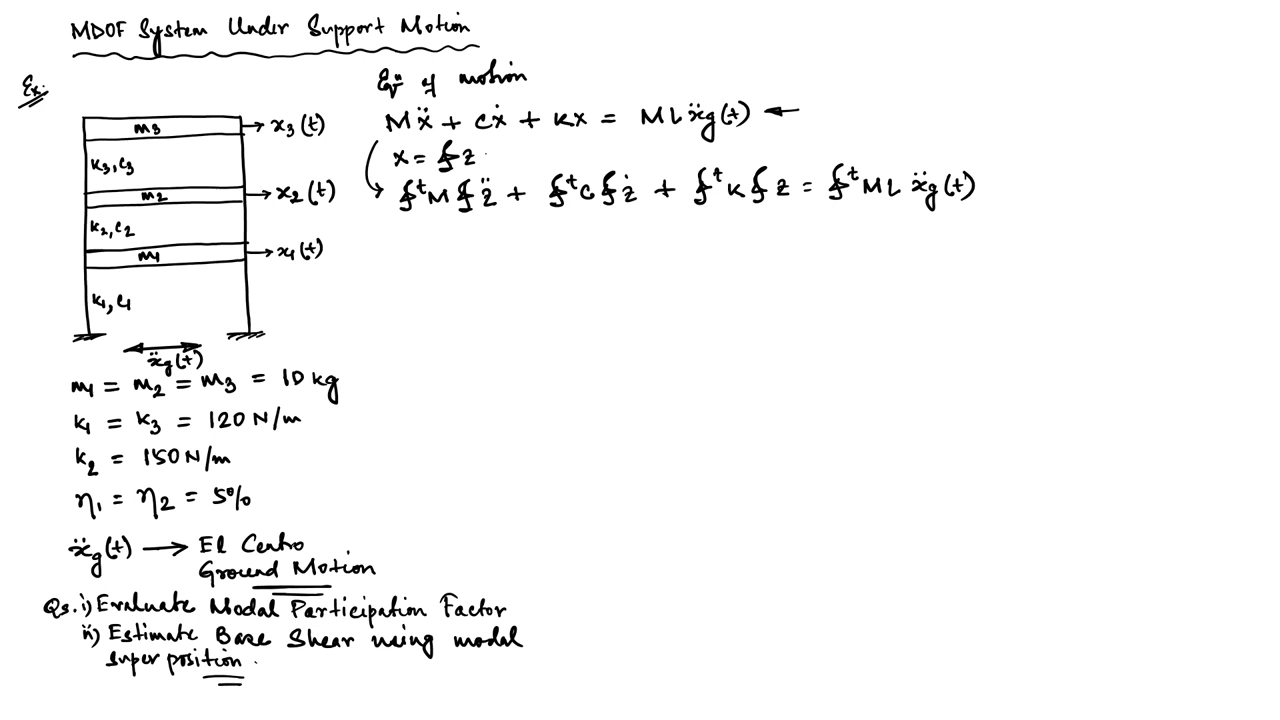 MDOF System Under Support Motion
Ex:
m3 → x3(t)
k3, c3
m2 → x2(t)
k2, c2
m1 → x1(t)
k1, c1
ẍg(t)
m1 = m2 = m3 = 10 kg
k1 = k3 = 120 N/m
k2 = 150 N/m
η1 = η2 = 5%
ẍg(t) → El Centro
Ground Motion
Qs. i) Evaluate Modal Participation Factor
ii) Estimate Base Shear using modal
super position.
Eqⁿ of motion
Mẍ + Cẋ + Kx = MLẍg(t) ←
x = ϕz
ϕᵗMϕz̈ + ϕᵗCϕż + ϕᵗKϕz = ϕᵗML ẍg(t)